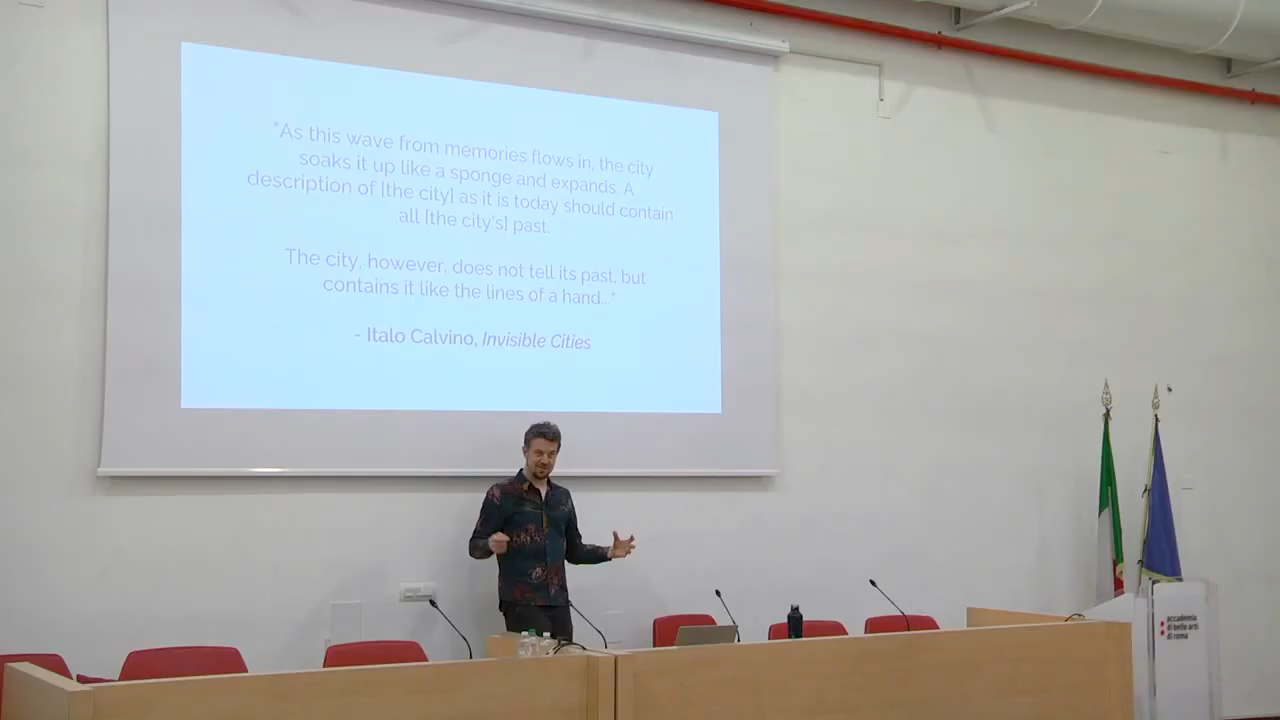 "As this wave from memories flows in, the city
soaks it up like a sponge and expands. A
description of [the city] as it is today should contain
all [the city's] past.
The city, however, does not tell its past, but
contains it like the lines of a hand..."
- Italo Calvino, Invisible Cities
accademia
di belle arti
di roma